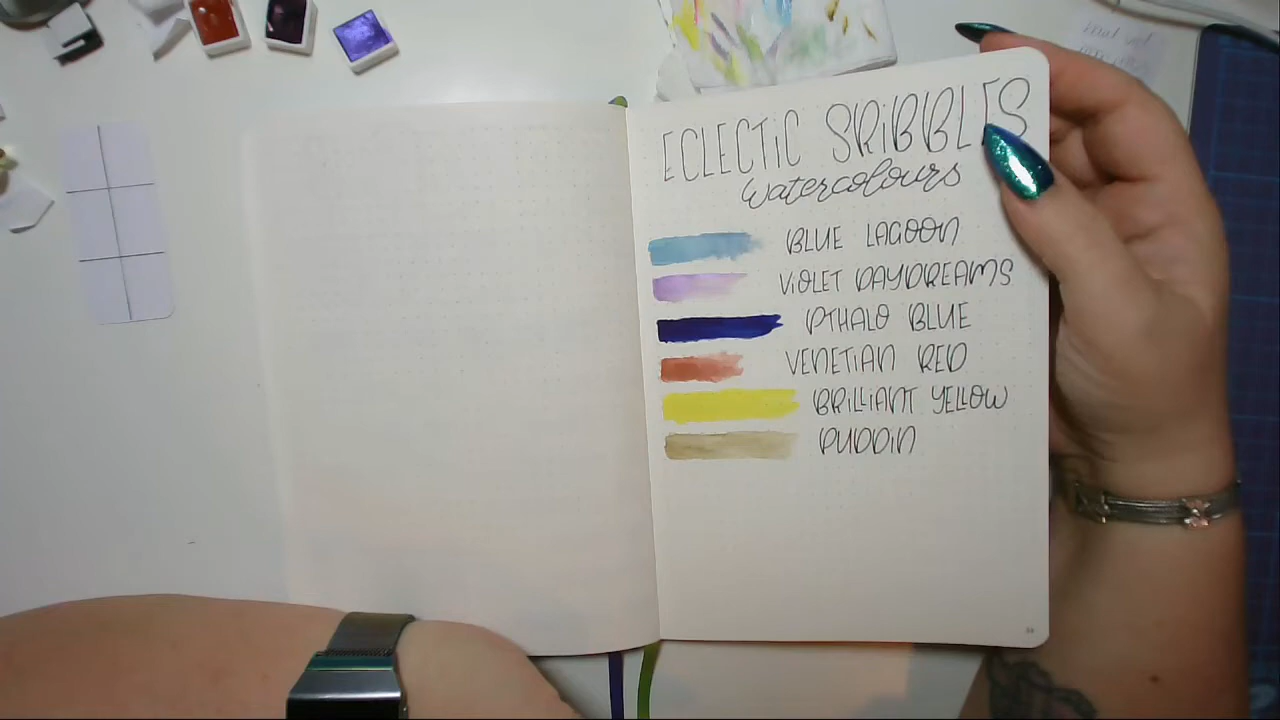 ECLECTIC SRiBBLES
Watercolours
BLUE LAGOON
ViOLET DAYDREAMS
PTHALO BLUE
VENETIAN RED
BRiLLiANT YELLOW
PUDDiN